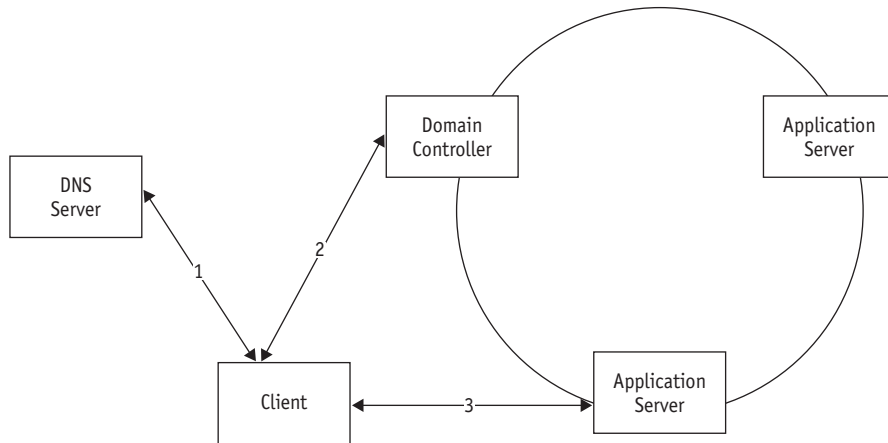 Domain
Controller
Application
Server
DNS
Server
2
1
Client
3
Application
Server